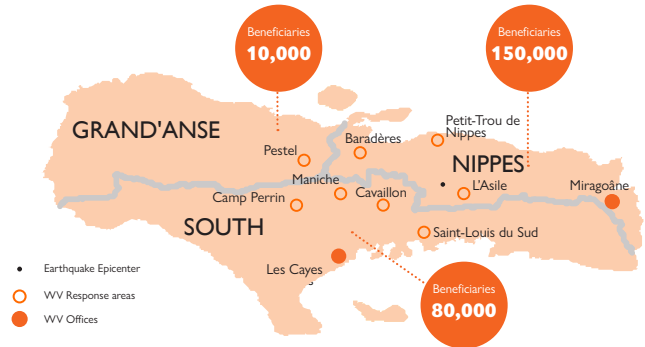 Beneficiaries
10,000
Beneficiaries
150,000
GRAND'ANSE
Petit-Trou de
Nippes
Baradères
Pestel
NIPPES
Maniche
L'Asile
Miragoâne
Camp Perrin
Cavaillon
SOUTH
Saint-Louis du Sud
Les Cayes
Earthquake Epicenter
WV Response areas
WV Offices
Beneficiaries
80,000